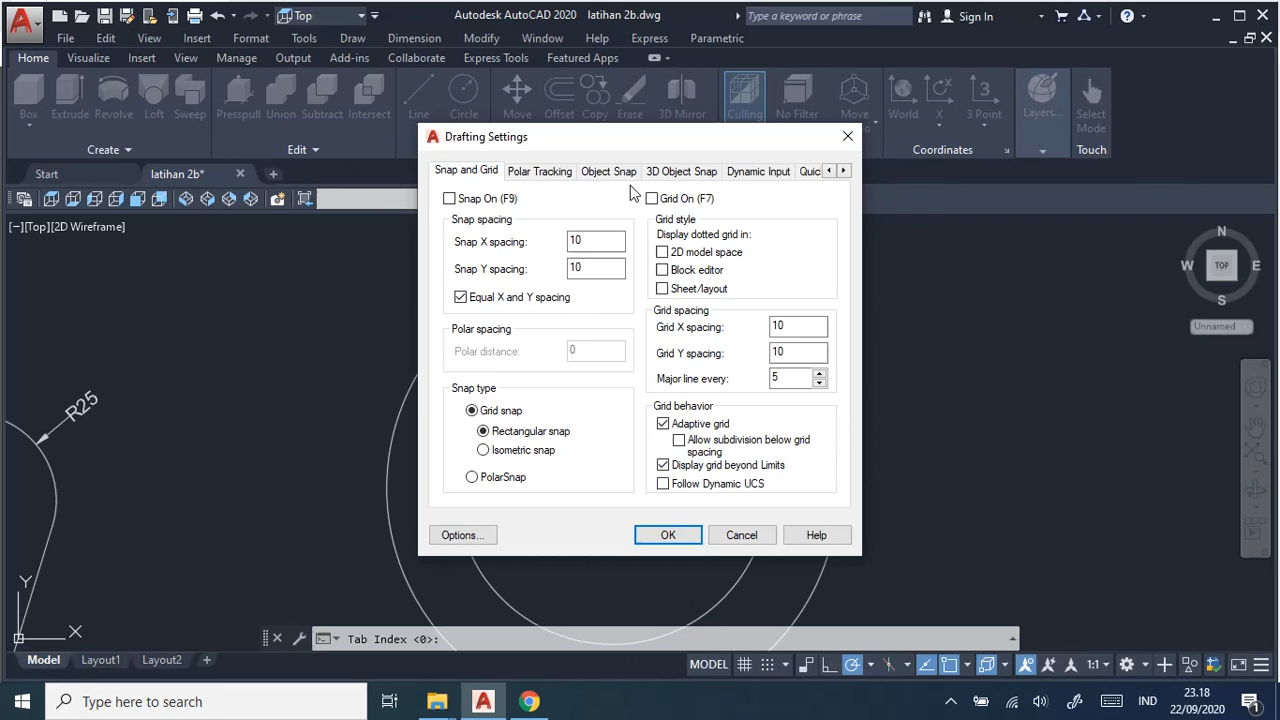 Top
Autodesk AutoCAD 2020 latihan 2b.dwg
Type a keyword or phrase
Sign In
File Edit View Insert Format Tools Draw Dimension Modify Window Help Express Parametric
Home Visualize Insert View Manage Output Add-ins Collaborate Express Tools Featured Apps
Box Extrude Revolve Loft Sweep Presspull Union Subtract Intersect Line Circle Move Offset Copy Erase 3D Mirror Culling No Filter Move World X 3 Point Layers... Select
Mode
Create Edit Coordinates Touch
Start latihan 2b*
[−][Top][2D Wireframe]
Drafting Settings
Snap and Grid Polar Tracking Object Snap 3D Object Snap Dynamic Input Quic
Snap On (F9)
Snap spacing
Snap X spacing: 10
Snap Y spacing: 10
Equal X and Y spacing
Polar spacing
Polar distance: 0
Snap type
Grid snap
Rectangular snap
Isometric snap
PolarSnap
Grid On (F7)
Grid style
Display dotted grid in:
2D model space
Block editor
Sheet/layout
Grid spacing
Grid X spacing: 10
Grid Y spacing: 10
Major line every: 5
Grid behavior
Adaptive grid
Allow subdivision below grid
spacing
Display grid beyond Limits
Follow Dynamic UCS
Options... OK Cancel Help
N
W TOP E
S
Unnamed
R25
Y
X
Tab Index <0>:
Model Layout1 Layout2
MODEL 1:1
Type here to search
IND
23.18
22/09/2020
1